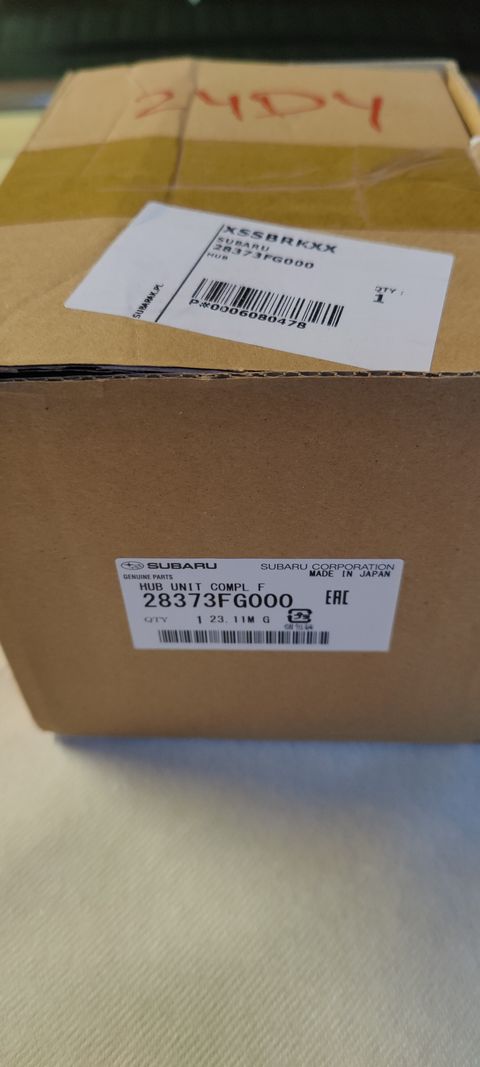 24D4
XSSBRKXX
SUBARU
28373FG000
HUB
QTY :
1
P*0006080478
SUBARAK.PL
SUBARU
SUBARU CORPORATION
GENUINE PARTS
MADE IN JAPAN
HUB UNIT COMPL F
28373FG000
EAC
QTY 1 23.11M G